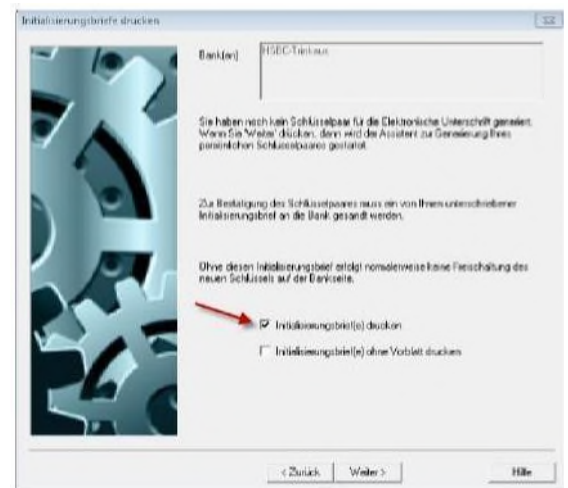 Initialisierungsbriefe drucken
Bank(en)
HSBC-Trinkaus
Sie haben noch kein Schlüsselpaar für die Elektronische Unterschrift generiert.
Wenn Sie 'Weiter' drücken, dann wird der Assistent zur Generierung Ihres
persönlichen Schlüsselpaares gestartet.
Zur Bestätigung des Schlüsselpaares muss ein von Ihnen unterschriebener
Initialisierungsbrief an die Bank gesandt werden.
Ohne diesen Initialisierungsbrief erfolgt normalerweise keine Freischaltung des
neuen Schlüssels auf der Bankseite.
Initialisierungsbrief(e) drucken
Initialisierungsbrief(e) ohne Vorblatt drucken
< Zurück Weiter > Hilfe